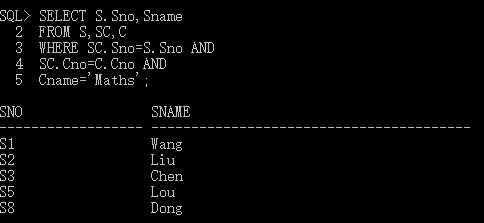 SQL> SELECT S.Sno,Sname
2 FROM S,SC,C
3 WHERE SC.Sno=S.Sno AND
4 SC.Cno=C.Cno AND
5 Cname='Maths';
SNO SNAME
------------------ ----------------------------------------
S1 Wang
S2 Liu
S3 Chen
S5 Lou
S8 Dong